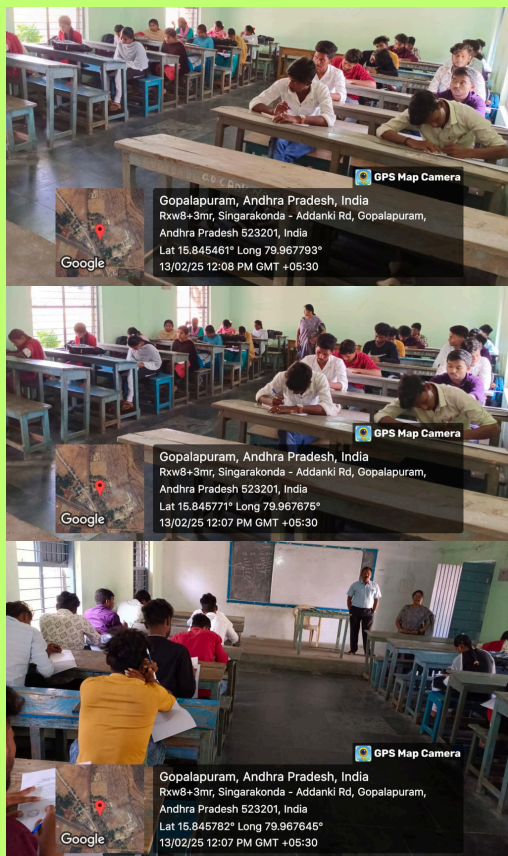 GPS Map Camera
Gopalapuram, Andhra Pradesh, India
Rxw8+3mr, Singarakonda - Addanki Rd, Gopalapuram,
Andhra Pradesh 523201, India
Lat 15.845461° Long 79.967793°
13/02/25 12:08 PM GMT +05:30
Google
GPS Map Camera
Gopalapuram, Andhra Pradesh, India
Rxw8+3mr, Singarakonda - Addanki Rd, Gopalapuram,
Andhra Pradesh 523201, India
Lat 15.845771° Long 79.967675°
13/02/25 12:07 PM GMT +05:30
Google
GPS Map Camera
Gopalapuram, Andhra Pradesh, India
Rxw8+3mr, Singarakonda - Addanki Rd, Gopalapuram,
Andhra Pradesh 523201, India
Lat 15.845782° Long 79.967645°
13/02/25 12:07 PM GMT +05:30
Google